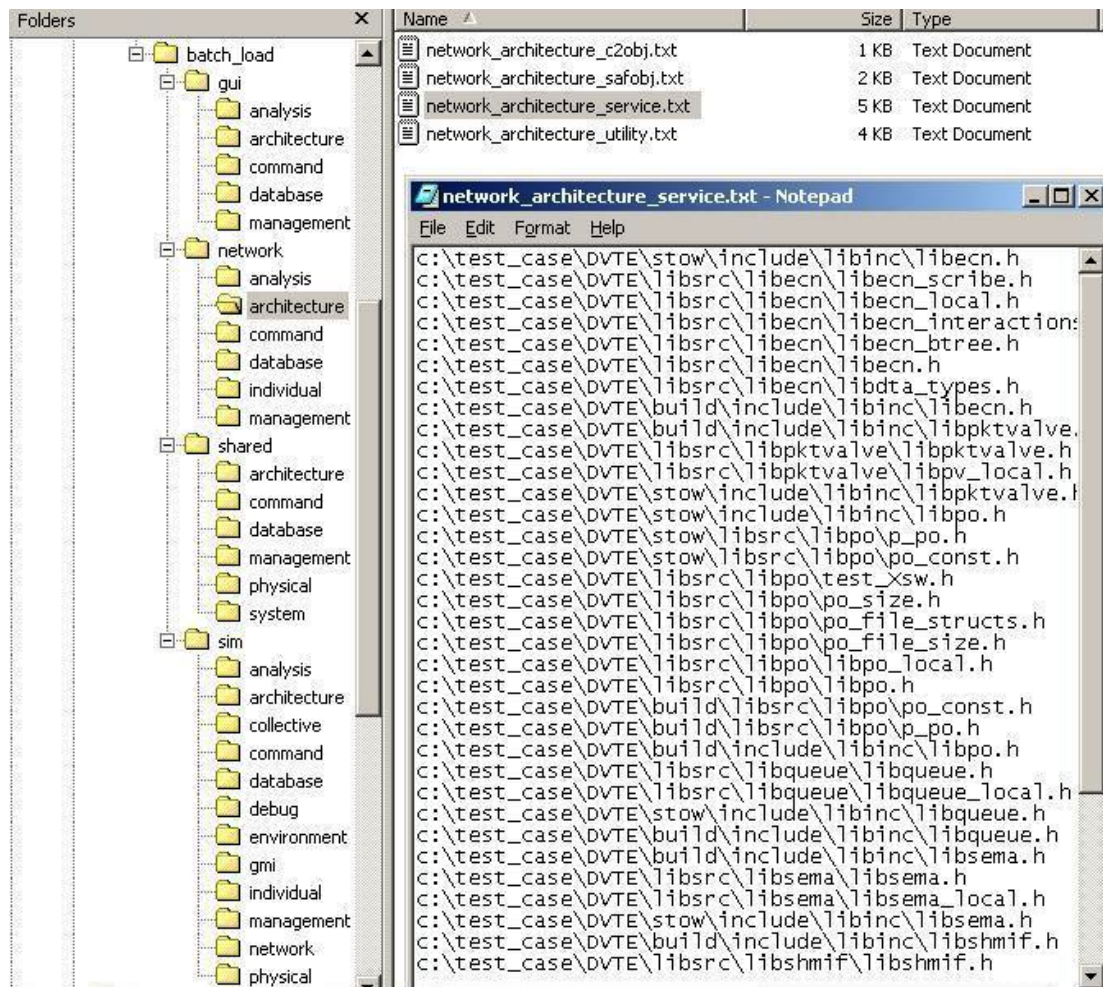 Folders
batch_load
gui
analysis
architecture
command
database
management
network
analysis
architecture
command
database
individual
management
shared
architecture
command
database
management
physical
system
sim
analysis
architecture
collective
command
database
debug
environment
gmi
individual
management
network
physical
Name Size Type
network_architecture_c2obj.txt 1 KB Text Document
network_architecture_safobj.txt 2 KB Text Document
network_architecture_service.txt 5 KB Text Document
network_architecture_utility.txt 4 KB Text Document
network_architecture_service.txt - Notepad
File Edit Format Help
c:\test_case\DVTE\stow\include\libinc\libecn.h
c:\test_case\DVTE\libsrc\libecn\libecn_scribe.h
c:\test_case\DVTE\libsrc\libecn\libecn_local.h
c:\test_case\DVTE\libsrc\libecn\libecn_interactions
c:\test_case\DVTE\libsrc\libecn\libecn_btree.h
c:\test_case\DVTE\libsrc\libecn\libecn.h
c:\test_case\DVTE\libsrc\libecn\libdta_types.h
c:\test_case\DVTE\build\include\libinc\libecn.h
c:\test_case\DVTE\build\include\libinc\libpktvalve.
c:\test_case\DVTE\libsrc\libpktvalve\libpktvalve.h
c:\test_case\DVTE\libsrc\libpktvalve\libpv_local.h
c:\test_case\DVTE\stow\include\libinc\libpktvalve.h
c:\test_case\DVTE\stow\include\libinc\libpo.h
c:\test_case\DVTE\stow\libsrc\libpo\p_po.h
c:\test_case\DVTE\stow\libsrc\libpo\po_const.h
c:\test_case\DVTE\libsrc\libpo\test_xsw.h
c:\test_case\DVTE\libsrc\libpo\po_size.h
c:\test_case\DVTE\libsrc\libpo\po_file_structs.h
c:\test_case\DVTE\libsrc\libpo\po_file_size.h
c:\test_case\DVTE\libsrc\libpo\libpo_local.h
c:\test_case\DVTE\libsrc\libpo\libpo.h
c:\test_case\DVTE\build\libsrc\libpo\po_const.h
c:\test_case\DVTE\build\libsrc\libpo\p_po.h
c:\test_case\DVTE\build\include\libinc\libpo.h
c:\test_case\DVTE\libsrc\libqueue\libqueue.h
c:\test_case\DVTE\libsrc\libqueue\libqueue_local.h
c:\test_case\DVTE\stow\include\libinc\libqueue.h
c:\test_case\DVTE\build\include\libinc\libqueue.h
c:\test_case\DVTE\build\include\libinc\libsema.h
c:\test_case\DVTE\libsrc\libsema\libsema.h
c:\test_case\DVTE\libsrc\libsema\libsema_local.h
c:\test_case\DVTE\stow\include\libinc\libsema.h
c:\test_case\DVTE\build\include\libinc\libshmif.h
c:\test_case\DVTE\libsrc\libshmif\libshmif.h